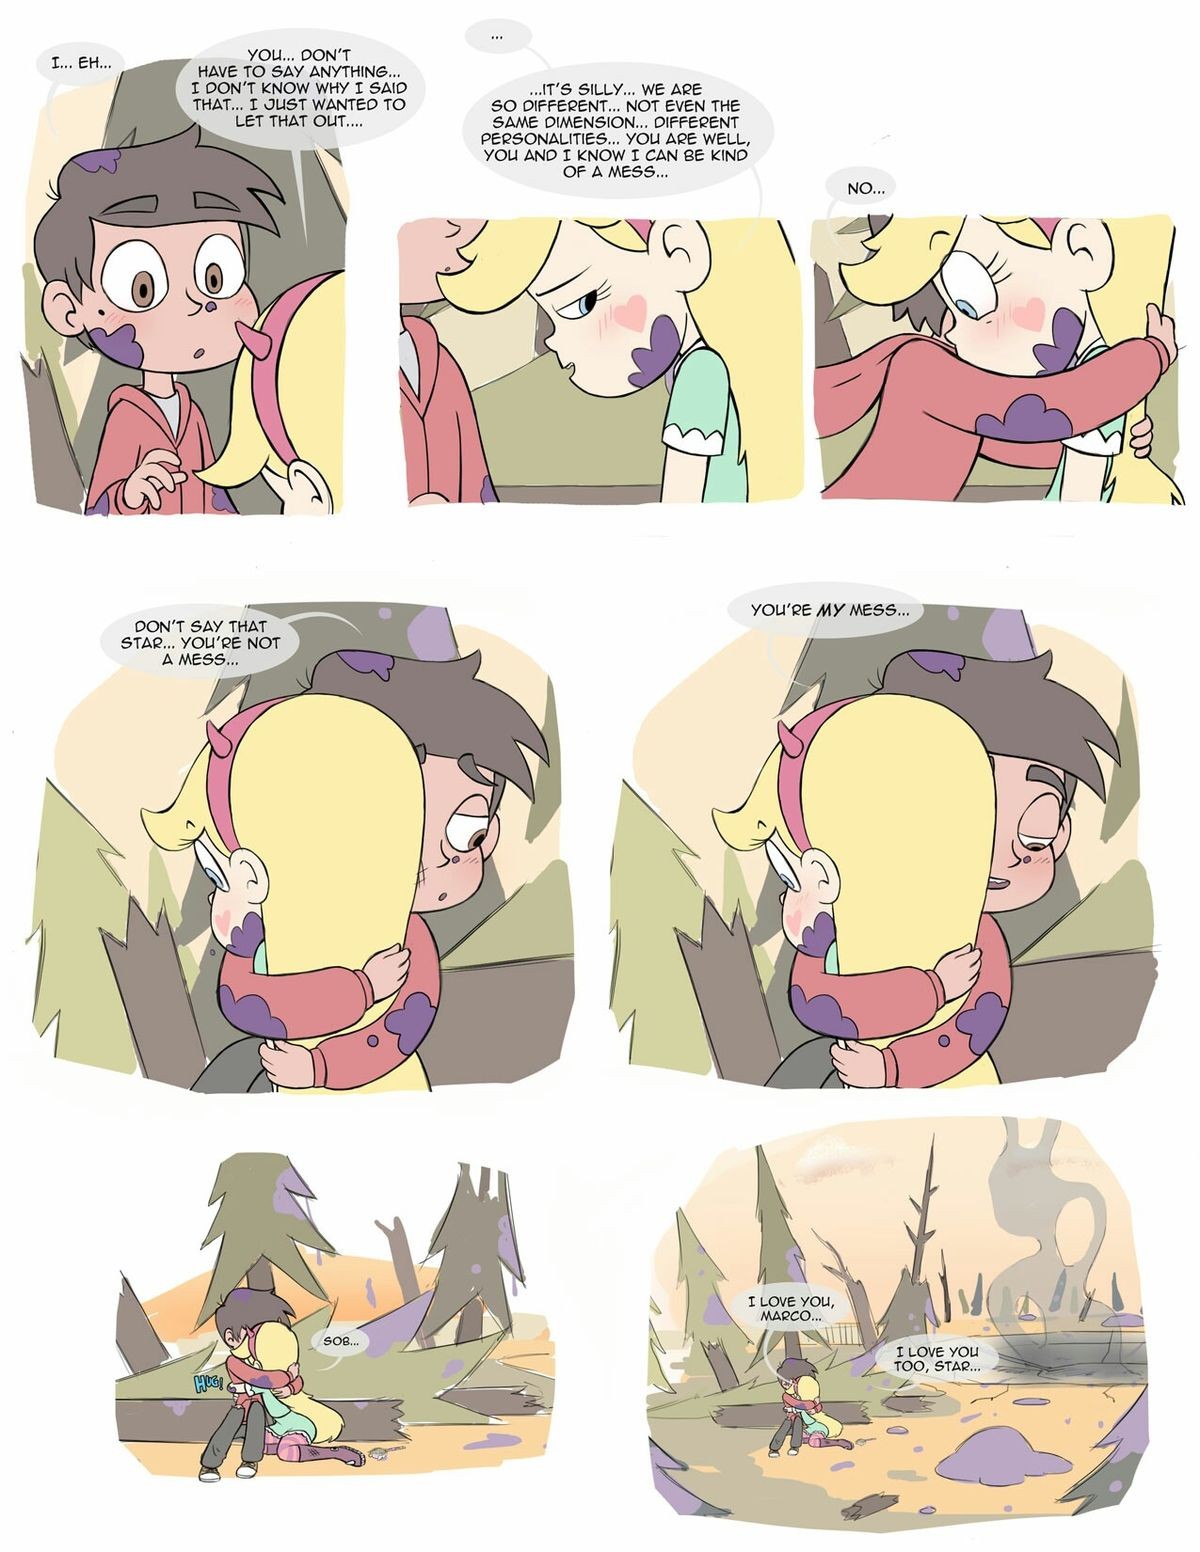 I... EH...
YOU... DON'T
HAVE TO SAY ANYTHING...
I DON'T KNOW WHY I SAID
THAT... I JUST WANTED TO
LET THAT OUT....
...
...IT'S SILLY... WE ARE
SO DIFFERENT... NOT EVEN THE
SAME DIMENSION... DIFFERENT
PERSONALITIES... YOU ARE WELL,
YOU AND I KNOW I CAN BE KIND
OF A MESS...
NO...
DON'T SAY THAT
STAR... YOU'RE NOT
A MESS...
YOU'RE MY MESS...
SOB...
HUG!
I LOVE YOU,
MARCO...
I LOVE YOU
TOO, STAR...